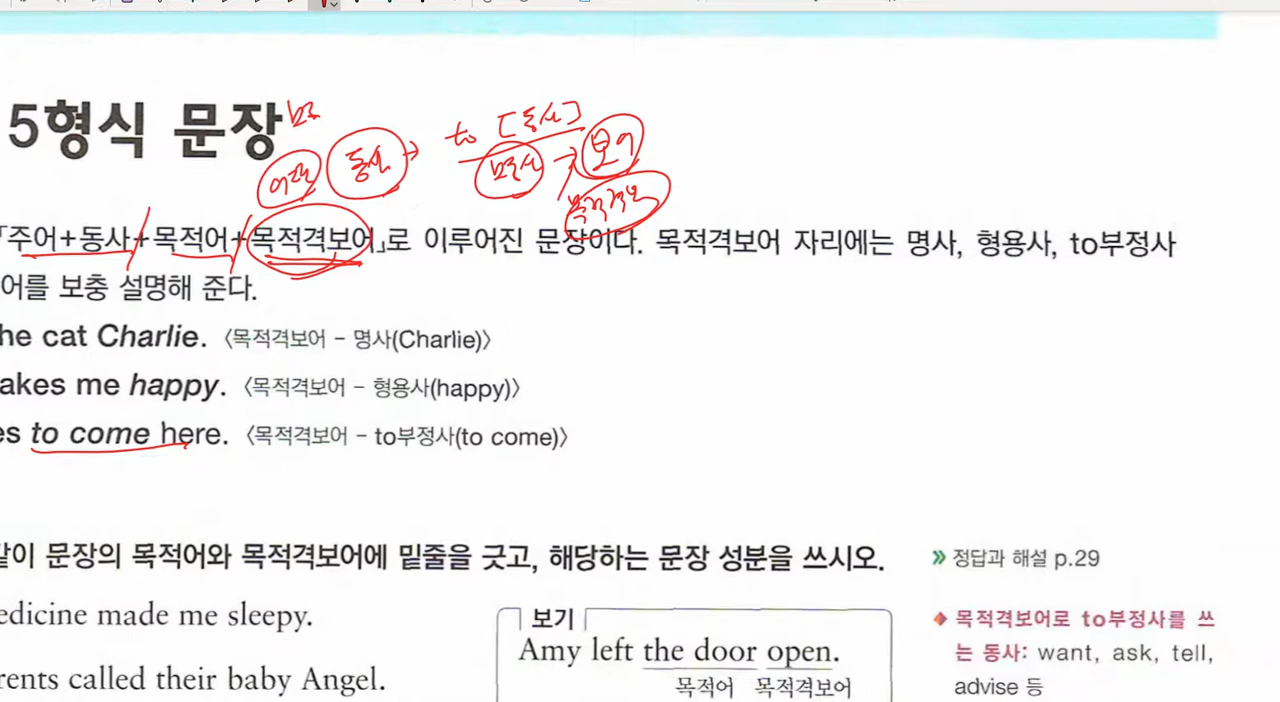 5형식 문장
to [동사]
동사
보어
목적격보
「주어+동사+목적어+목적격보어」로 이루어진 문장이다. 목적격보어 자리에는 명사, 형용사, to부정사
어를 보충 설명해 준다.
he cat Charlie. 〈목적격보어 – 명사(Charlie)〉
akes me happy. 〈목적격보어 – 형용사(happy)〉
es to come here. 〈목적격보어 – to부정사(to come)〉
같이 문장의 목적어와 목적격보어에 밑줄을 긋고, 해당하는 문장 성분을 쓰시오.
» 정답과 해설 p.29
edicine made me sleepy.
rents called their baby Angel.
보기
Amy left the door open.
목적어 목적격보어
◆ 목적격보어로 to부정사를 쓰
는 동사: want, ask, tell,
advise 등